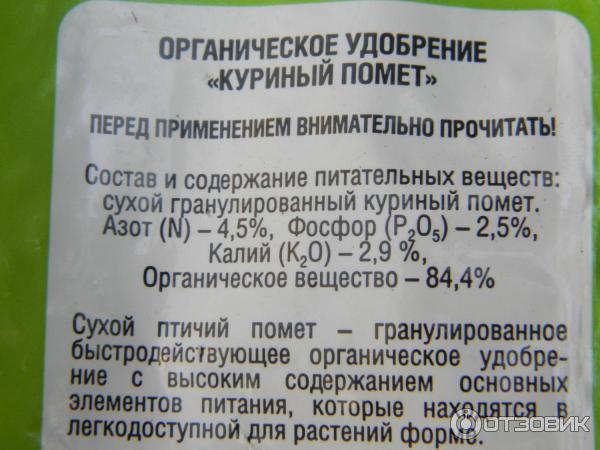 ОРГАНИЧЕСКОЕ УДОБРЕНИЕ
«КУРИНЫЙ ПОМЕТ»
ПЕРЕД ПРИМЕНЕНИЕМ ВНИМАТЕЛЬНО ПРОЧИТАТЬ!
Состав и содержание питательных веществ:
сухой гранулированный куриный помет.
Азот (N) – 4,5%, Фосфор (P₂O₅) – 2,5%,
Калий (K₂O) – 2,9 %,
Органическое вещество – 84,4%
Сухой птичий помет – гранулированное
быстродействующее органическое удобре-
ние с высоким содержанием основных
элементов питания, которые находятся в
легкодоступной для растений форме.
ОТЗОВИК